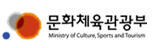 문화체육관광부
Ministry of Culture, Sports and Tourism